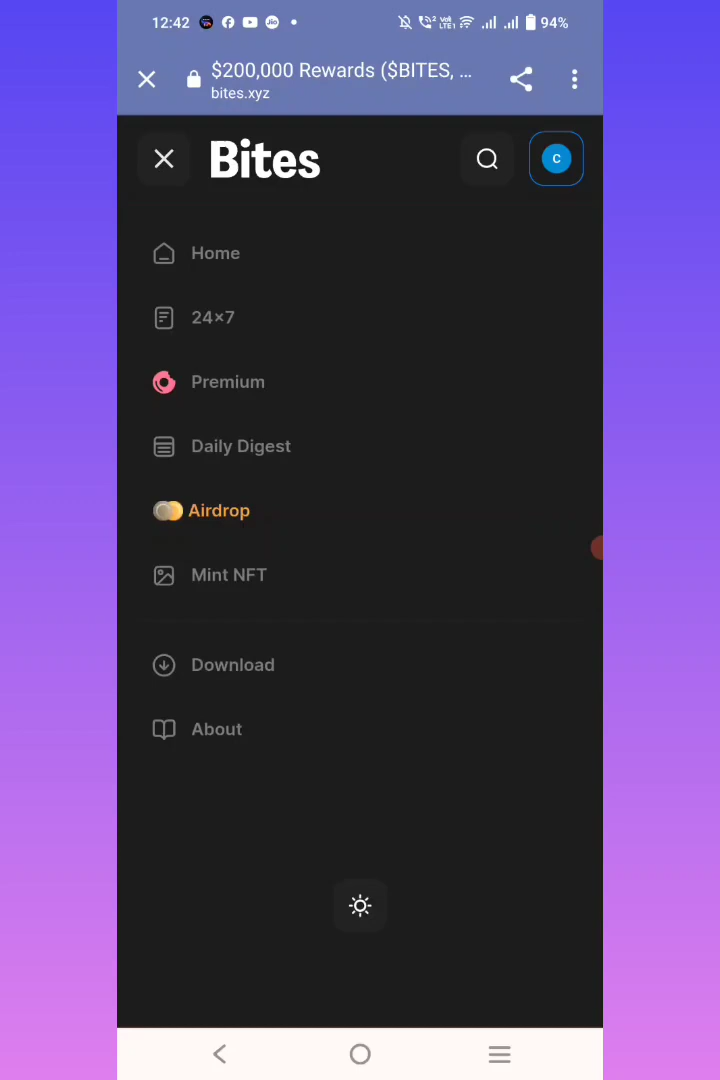 12:42
94%
$200,000 Rewards ($BITES, ...
bites.xyz
Bites
C
Home
24×7
Premium
Daily Digest
Airdrop
Mint NFT
Download
About